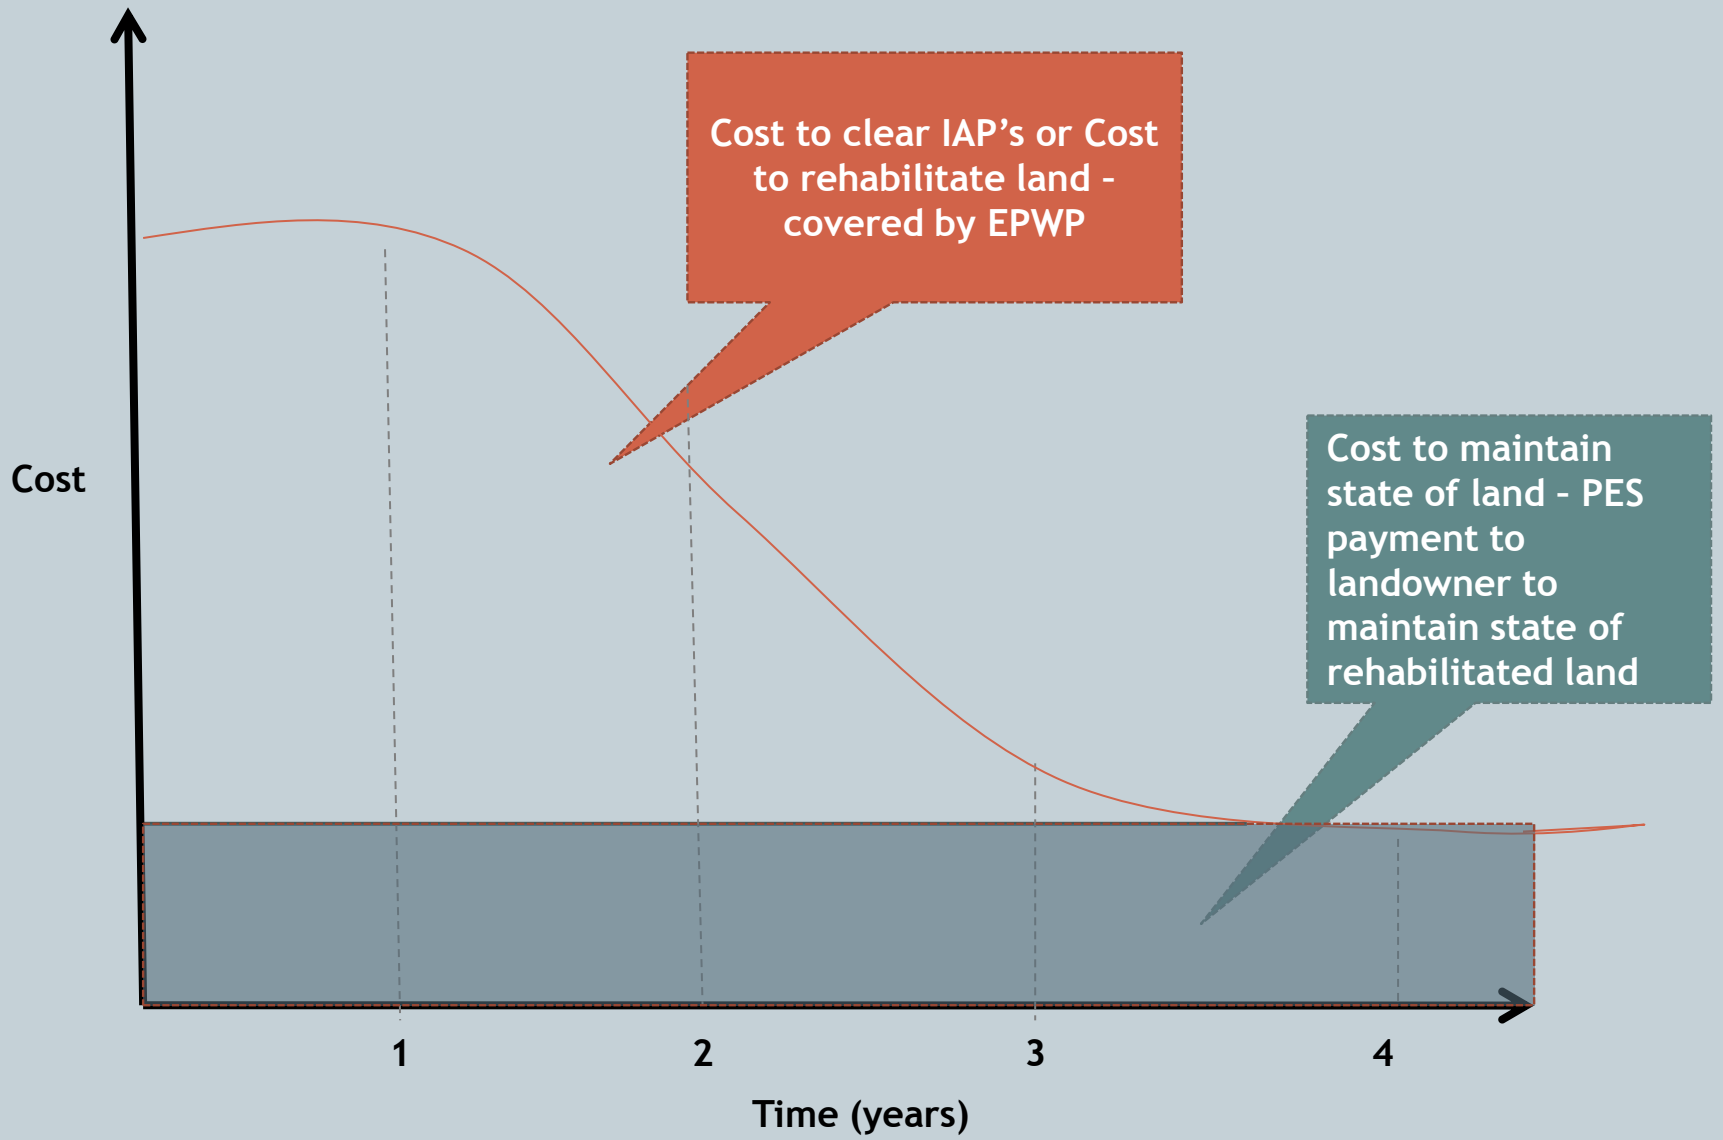 Cost to clear IAP’s or Cost
to rehabilitate land –
covered by EPWP
Cost
Cost to maintain
state of land – PES
payment to
landowner to
maintain state of
rehabilitated land
1
2
3
4
Time (years)